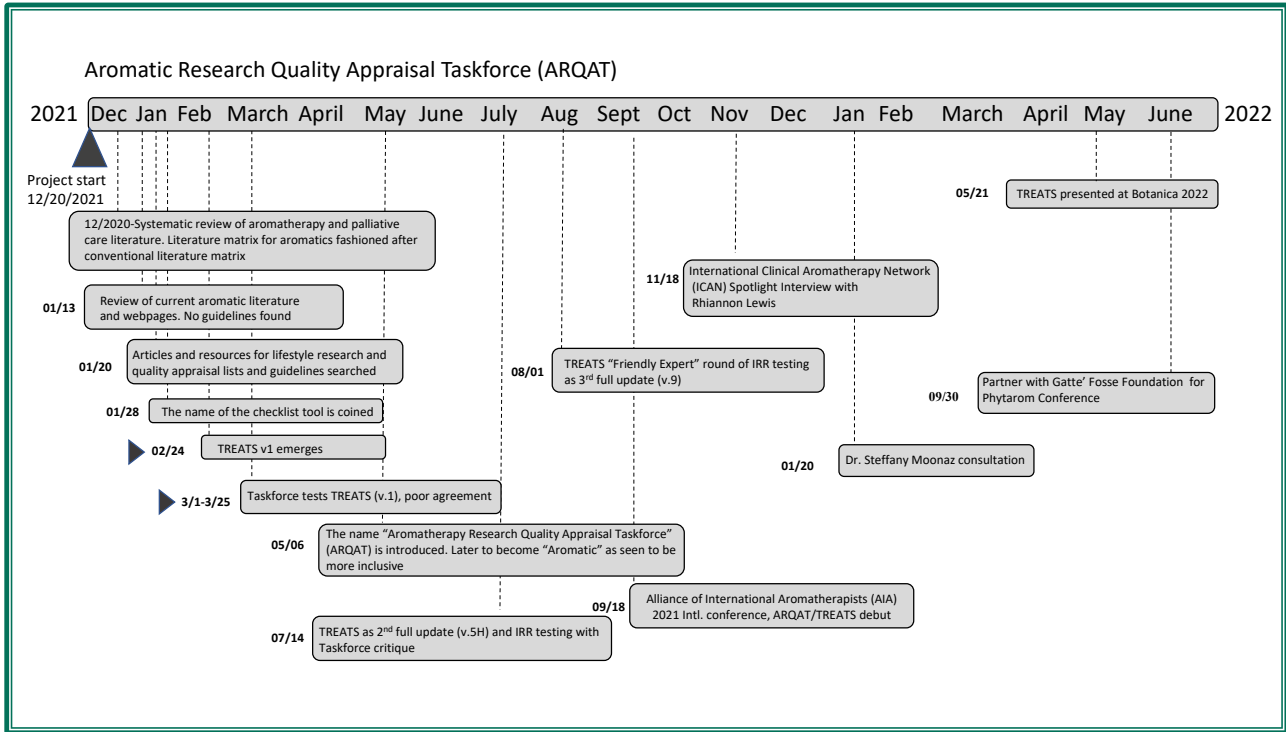 Aromatic Research Quality Appraisal Taskforce (ARQAT)
2021 Dec Jan Feb March April May June July Aug Sept Oct Nov Dec Jan Feb March April May June 2022
Project start
12/20/2021
05/21 TREATS presented at Botanica 2022
12/2020-Systematic review of aromatherapy and palliative
care literature. Literature matrix for aromatics fashioned after
conventional literature matrix
11/18 International Clinical Aromatherapy Network
(ICAN) Spotlight Interview with
Rhiannon Lewis
01/13 Review of current aromatic literature
and webpages. No guidelines found
01/20 Articles and resources for lifestyle research and
quality appraisal lists and guidelines searched
08/01 TREATS “Friendly Expert” round of IRR testing
as 3rd full update (v.9)
09/30 Partner with Gatte’ Fosse Foundation for
Phytarom Conference
01/28 The name of the checklist tool is coined
02/24 TREATS v1 emerges
01/20 Dr. Steffany Moonaz consultation
3/1-3/25 Taskforce tests TREATS (v.1), poor agreement
05/06 The name “Aromatherapy Research Quality Appraisal Taskforce”
(ARQAT) is introduced. Later to become “Aromatic” as seen to be
more inclusive
09/18 Alliance of International Aromatherapists (AIA)
2021 Intl. conference, ARQAT/TREATS debut
07/14 TREATS as 2nd full update (v.5H) and IRR testing with
Taskforce critique